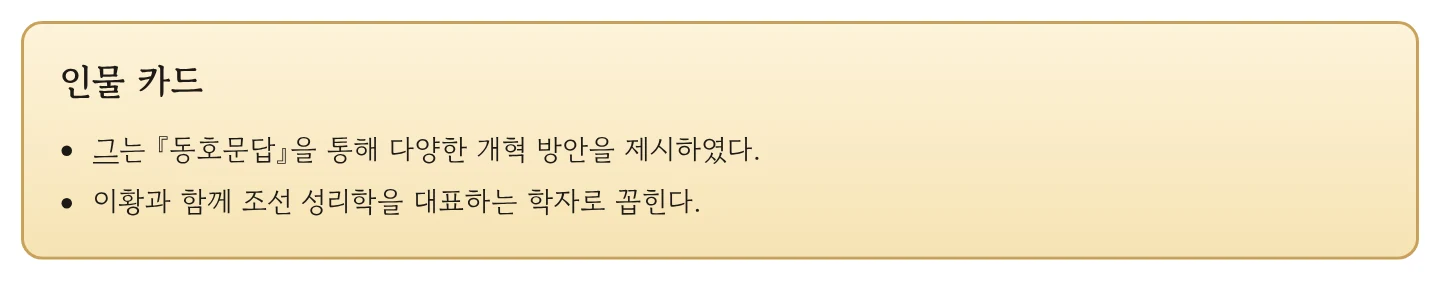 인물 카드
• 그는 『동호문답』을 통해 다양한 개혁 방안을 제시하였다.
• 이황과 함께 조선 성리학을 대표하는 학자로 꼽힌다.